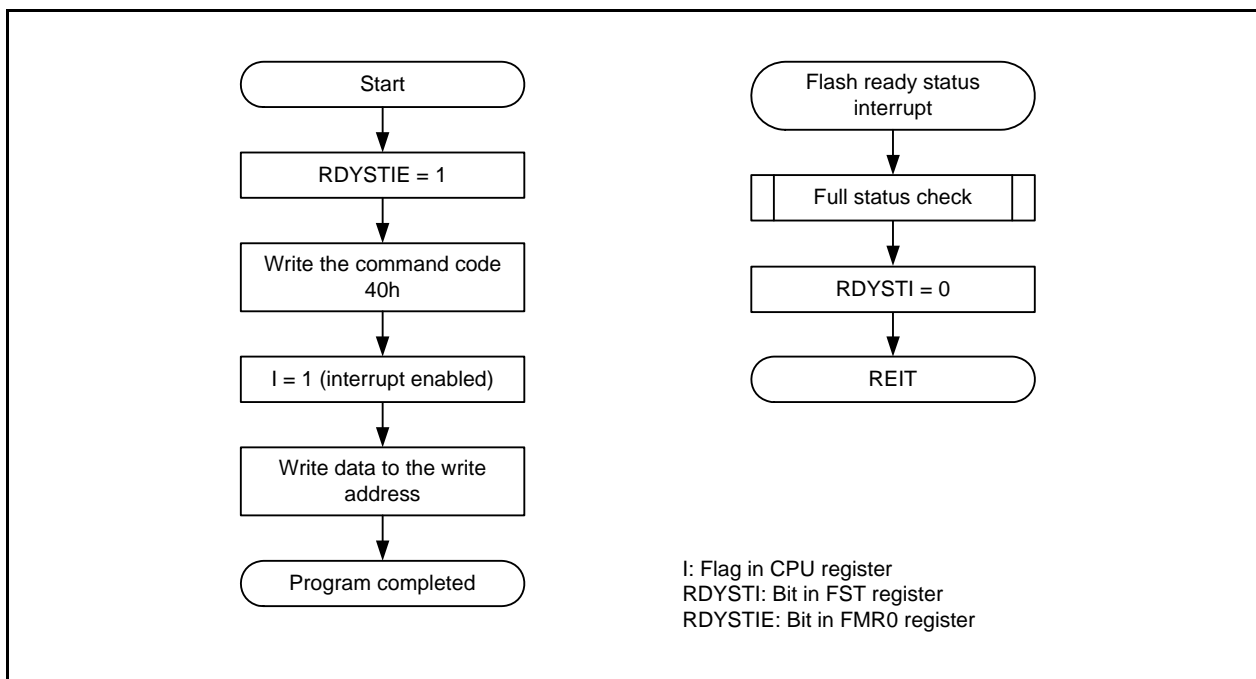 Start
RDYSTIE = 1
Write the command code
40h
I = 1 (interrupt enabled)
Write data to the write
address
Program completed
Flash ready status
interrupt
Full status check
RDYSTI = 0
REIT
I: Flag in CPU register
RDYSTI: Bit in FST register
RDYSTIE: Bit in FMR0 register